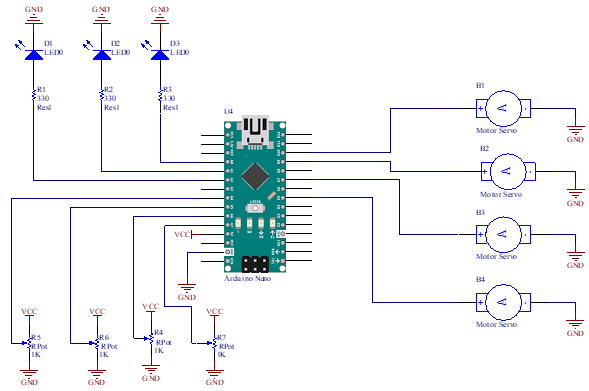 GND
GND
GND
D1
LED0
D2
LED0
D3
LED0
R1
330
Res1
R2
330
Res1
R3
330
Res1
U4
B1
Motor Servo
GND
B2
Motor Servo
GND
B3
Motor Servo
GND
B4
Motor Servo
GND
VCC
GND
Arduino Nano
VCC
R5
RPot
1K
GND
VCC
R6
RPot
1K
GND
VCC
R4
RPot
1K
GND
VCC
R7
RPot
1K
GND